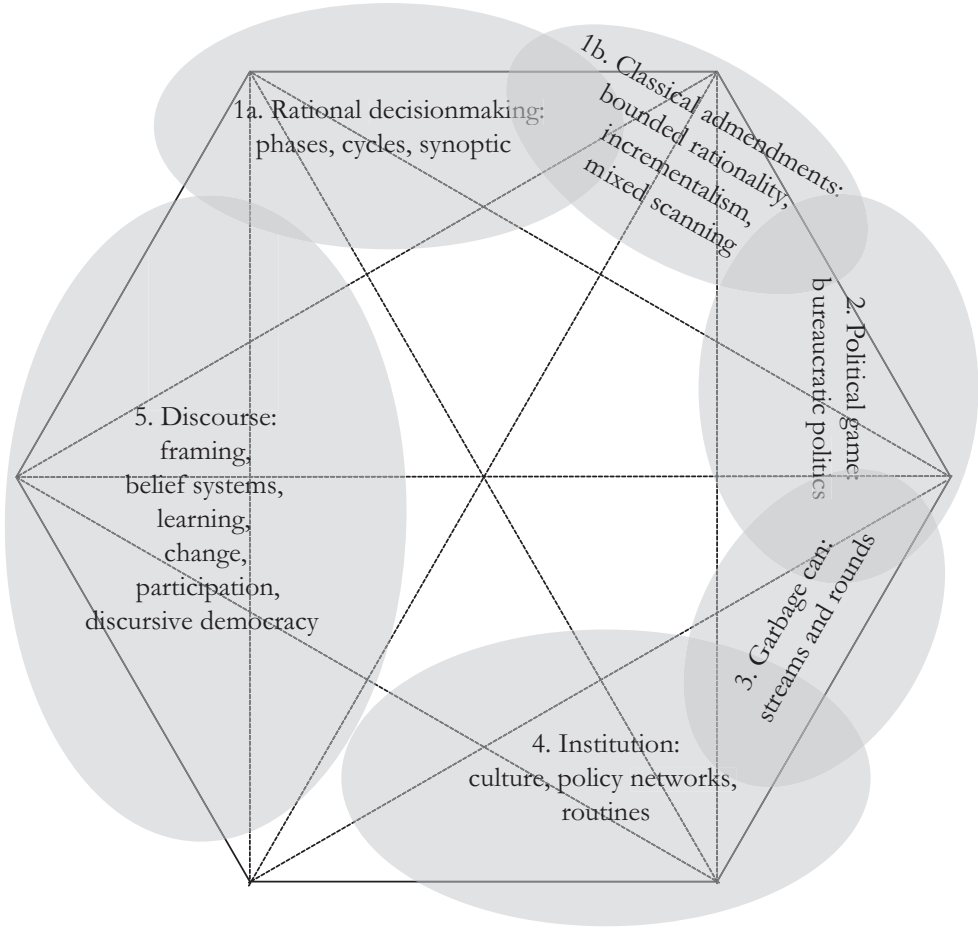 1a. Rational decisionmaking:
phases, cycles, synoptic
1b. Classical admendments:
bounded rationality,
incrementalism,
mixed scanning
2. Political game:
bureaucratic politics
3. Garbage can:
streams and rounds
4. Institution:
culture, policy networks,
routines
5. Discourse:
framing,
belief systems,
learning,
change,
participation,
discursive democracy